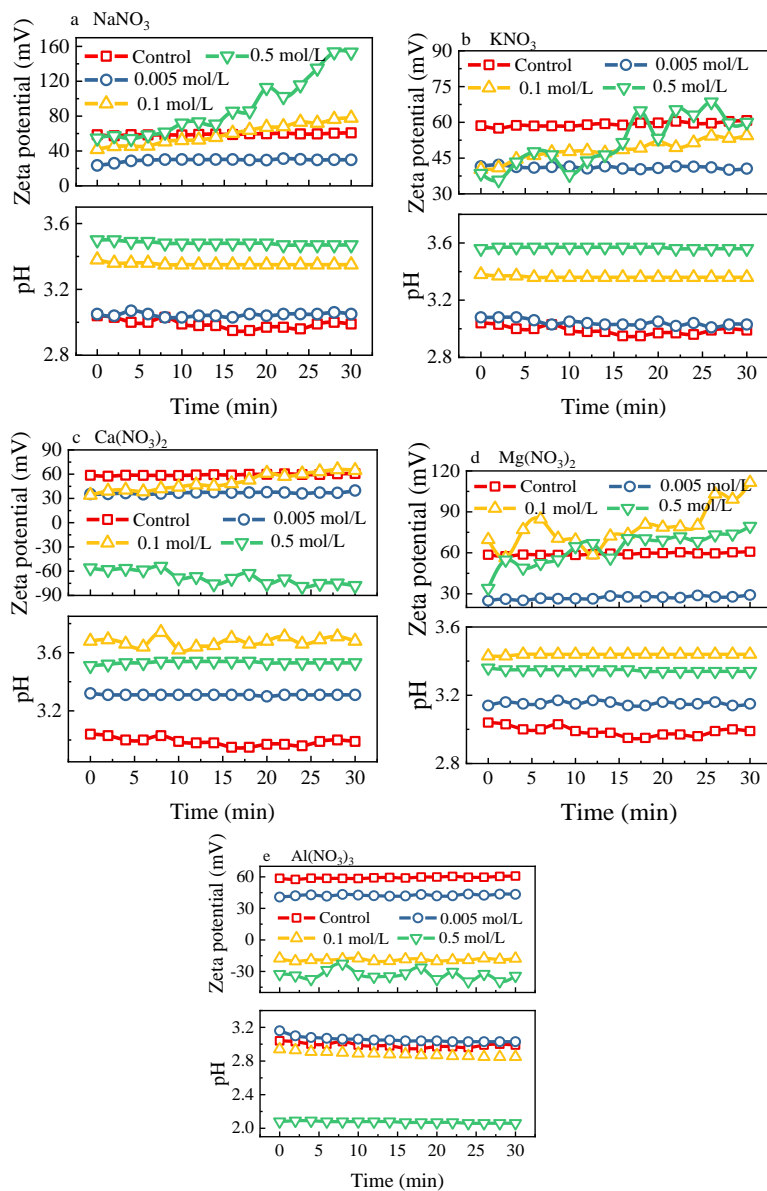 a NaNO3
Zeta potential (mV)
160
120
80
40
0
Control
0.5 mol/L
0.005 mol/L
0.1 mol/L
pH
3.6
3.2
2.8
0 5 10 15 20 25 30
Time (min)
b KNO3
Zeta potential (mV)
90
75
60
45
30
Control
0.005 mol/L
0.1 mol/L
0.5 mol/L
pH
3.6
3.2
2.8
0 5 10 15 20 25 30
Time (min)
c Ca(NO3)2
Zeta potential (mV)
90
60
30
0
-30
-60
-90
Control
0.005 mol/L
0.1 mol/L
0.5 mol/L
pH
3.6
3.2
0 5 10 15 20 25 30
Time (min)
d Mg(NO3)2
Zeta potential (mV)
120
90
60
30
Control
0.005 mol/L
0.1 mol/L
0.5 mol/L
pH
3.6
3.2
2.8
0 5 10 15 20 25 30
Time (min)
e Al(NO3)3
Zeta potential (mV)
60
30
0
-30
Control
0.005 mol/L
0.1 mol/L
0.5 mol/L
pH
3.2
2.8
2.4
2.0
0 5 10 15 20 25 30
Time (min)